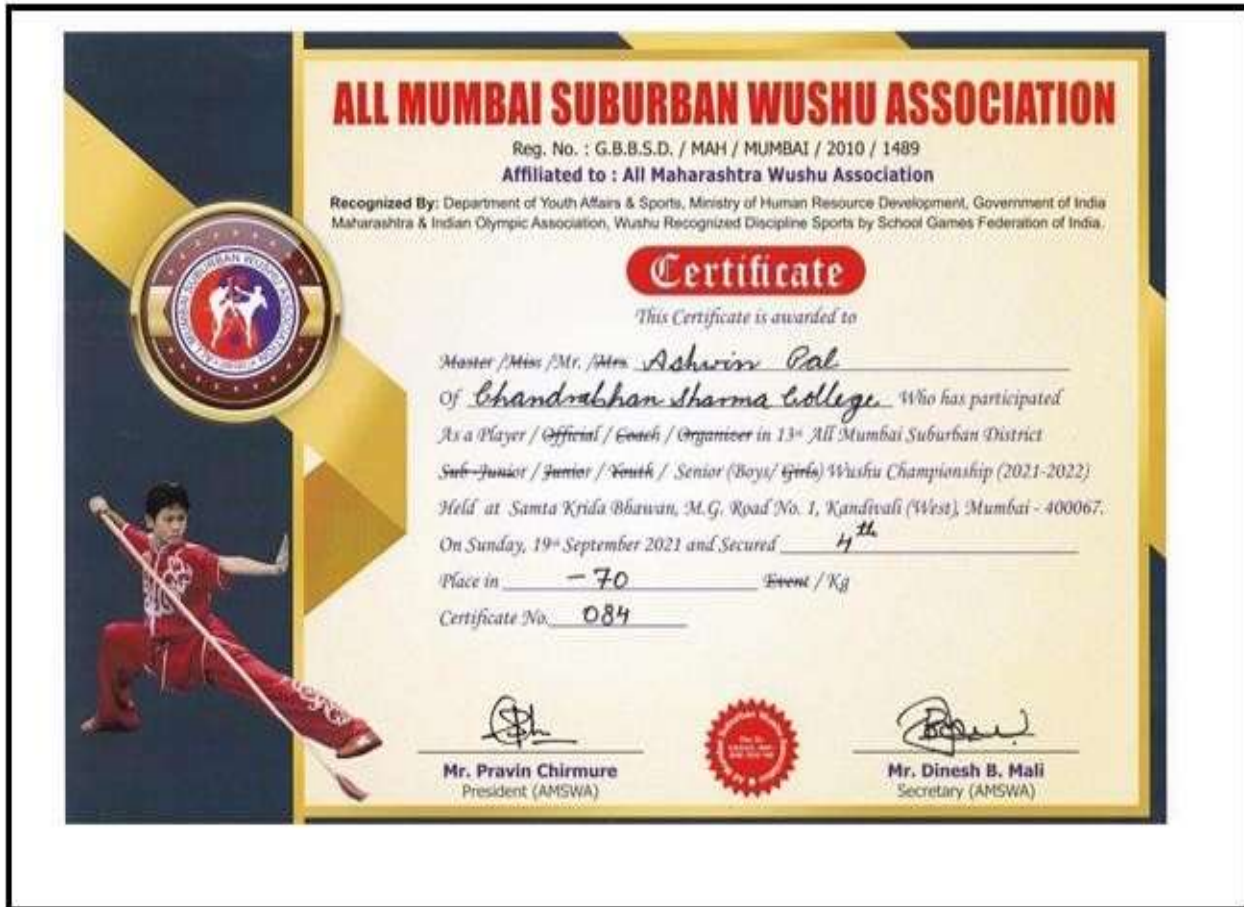 ALL MUMBAI SUBURBAN WUSHU ASSOCIATION
Reg. No. : G.B.B.S.D. / MAH / MUMBAI / 2010 / 1489
Affiliated to : All Maharashtra Wushu Association
Recognized By: Department of Youth Affairs & Sports, Ministry of Human Resource Development, Government of India
Maharashtra & Indian Olympic Association, Wushu Recognized Discipline Sports by School Games Federation of India.
ALL MUMBAI SUBURBAN WUSHU ASSOCIATION
Certificate
This Certificate is awarded to
Master /Miss /Mr. /Mrs. Ashwin Pal
Of Chandrabhan Sharma College Who has participated
As a Player / Official / Coach / Organizer in 13th All Mumbai Suburban District
Sub-Junior / Junior / Youth / Senior (Boys/ Girls) Wushu Championship (2021-2022)
Held at Samta Krida Bhawan, M.G. Road No. 1, Kandivali (West), Mumbai - 400067.
On Sunday, 19th September 2021 and Secured 4th
Place in -70 Event / Kg
Certificate No. 084
Mr. Pravin Chirmure
President (AMSWA)
Mr. Dinesh B. Mali
Secretary (AMSWA)